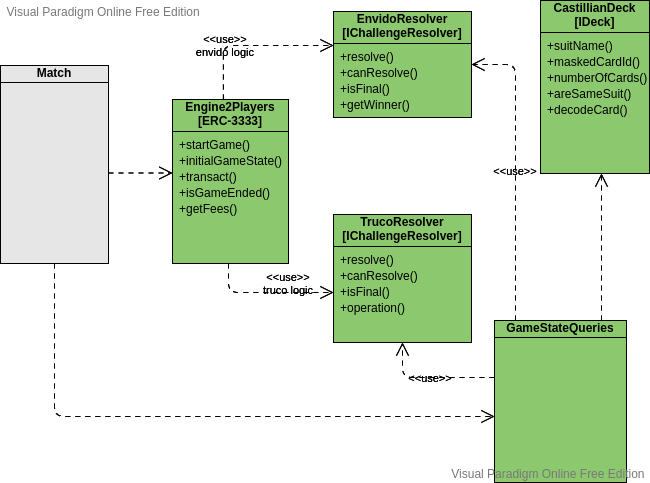 Visual Paradigm Online Free Edition
Match
Engine2Players
[ERC-3333]
+startGame()
+initialGameState()
+transact()
+isGameEnded()
+getFees()
<<use>>
envido logic
EnvidoResolver
[IChallengeResolver]
+resolve()
+canResolve()
+isFinal()
+getWinner()
CastillianDeck
[IDeck]
+suitName()
+maskedCardId()
+numberOfCards()
+areSameSuit()
+decodeCard()
<<use>>
<<use>>
truco logic
TrucoResolver
[IChallengeResolver]
+resolve()
+canResolve()
+isFinal()
+operation()
<<use>>
GameStateQueries
Visual Paradigm Online Free Edition